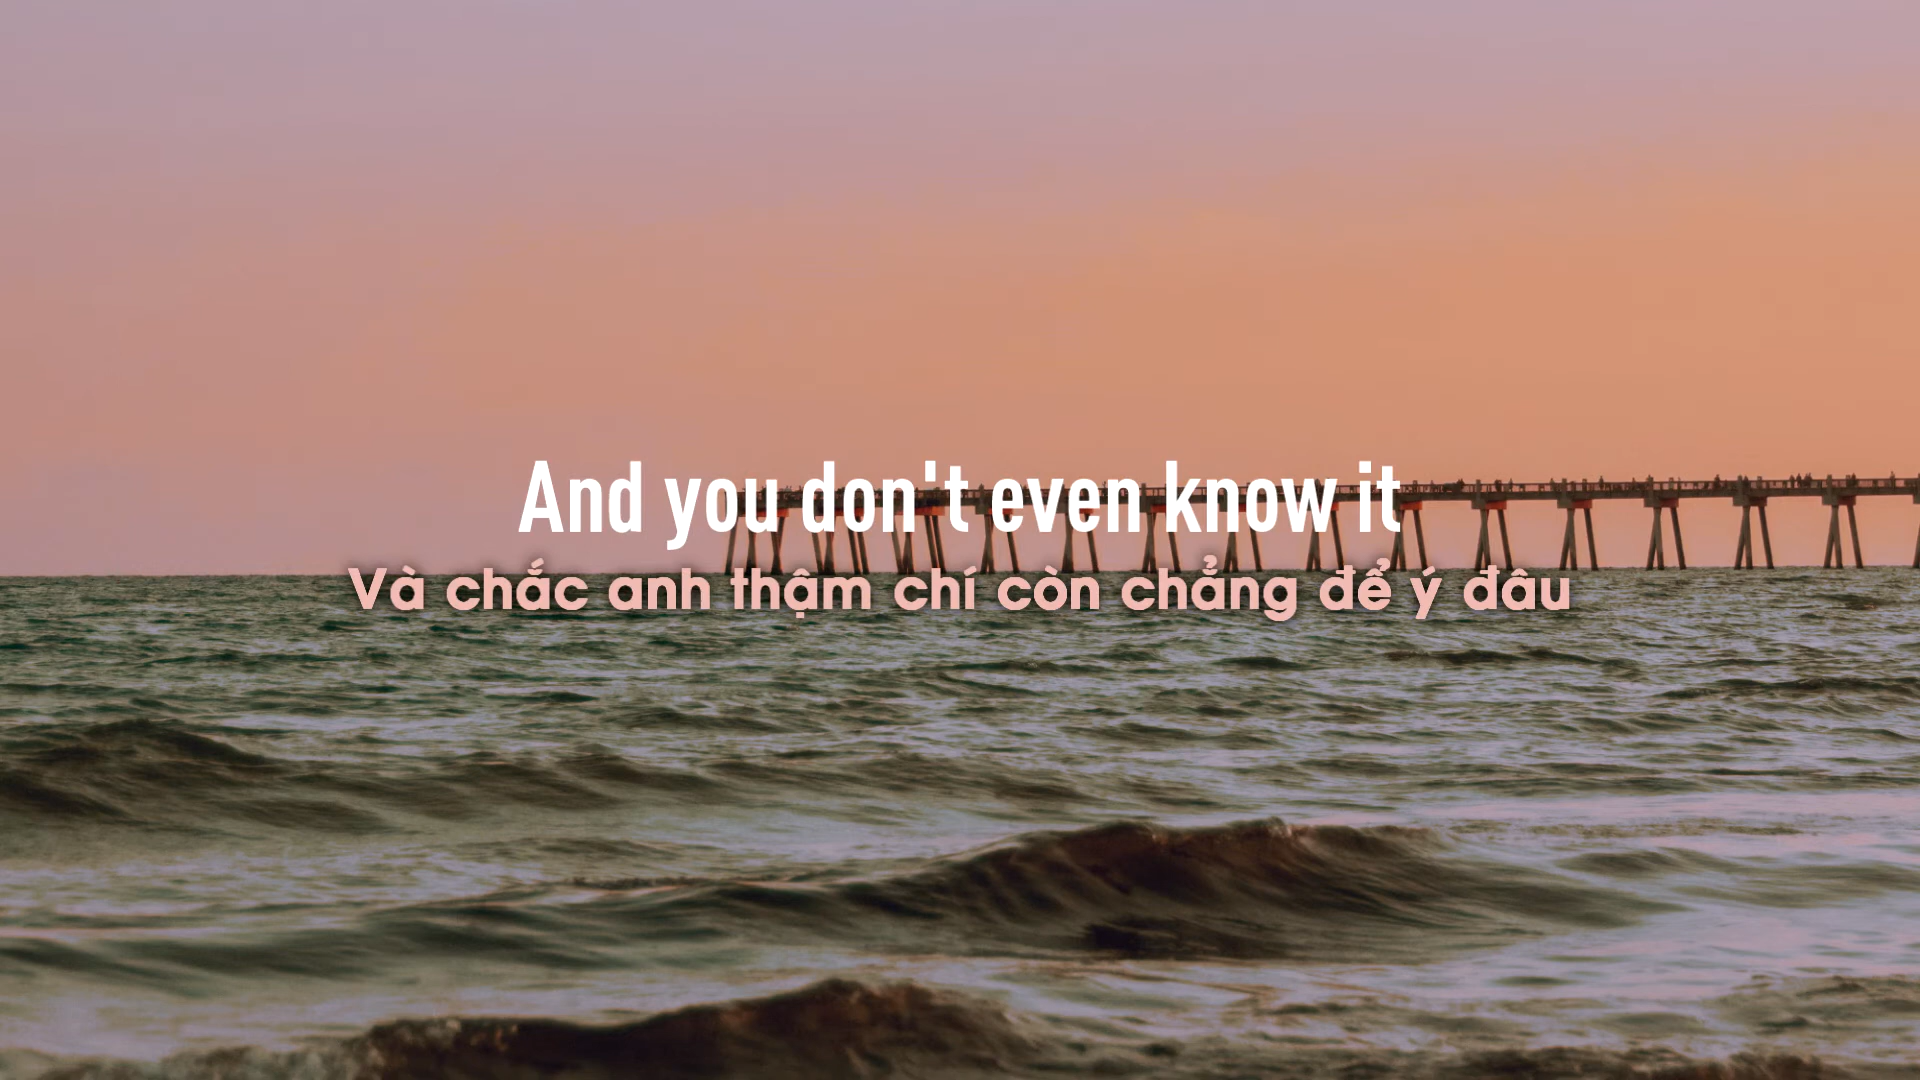 And you don't even know it
Và chắc anh thậm chí còn chẳng để ý đâu